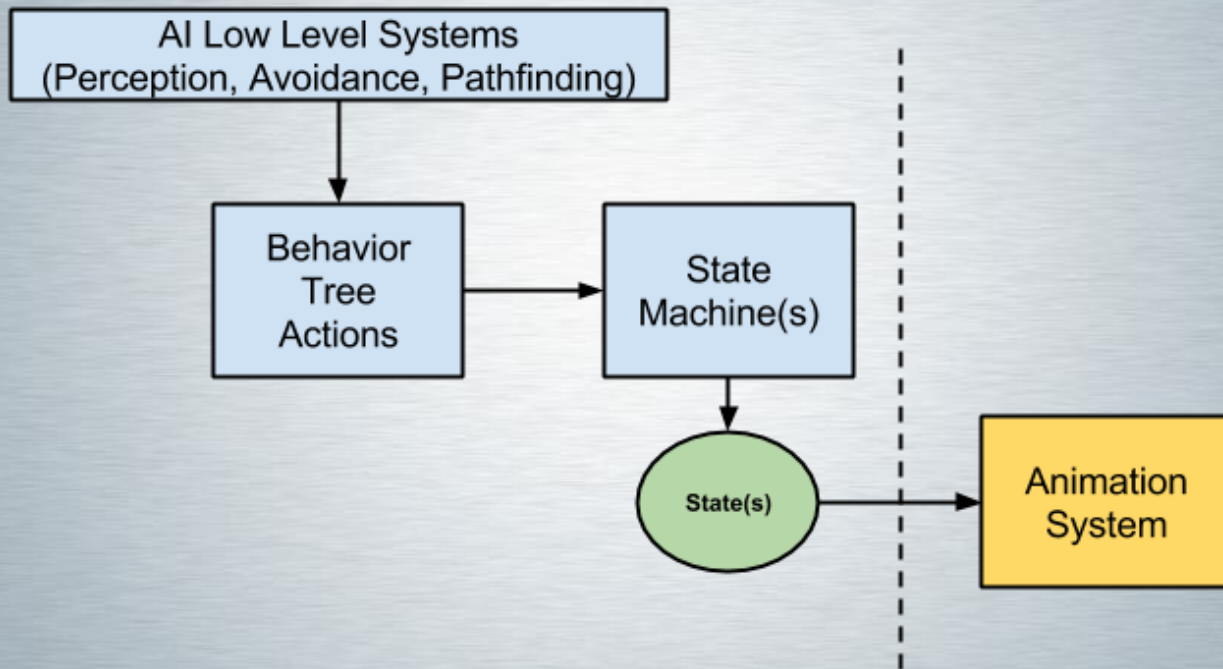 AI Low Level Systems
(Perception, Avoidance, Pathfinding)
Behavior
Tree
Actions
State
Machine(s)
State(s)
Animation
System